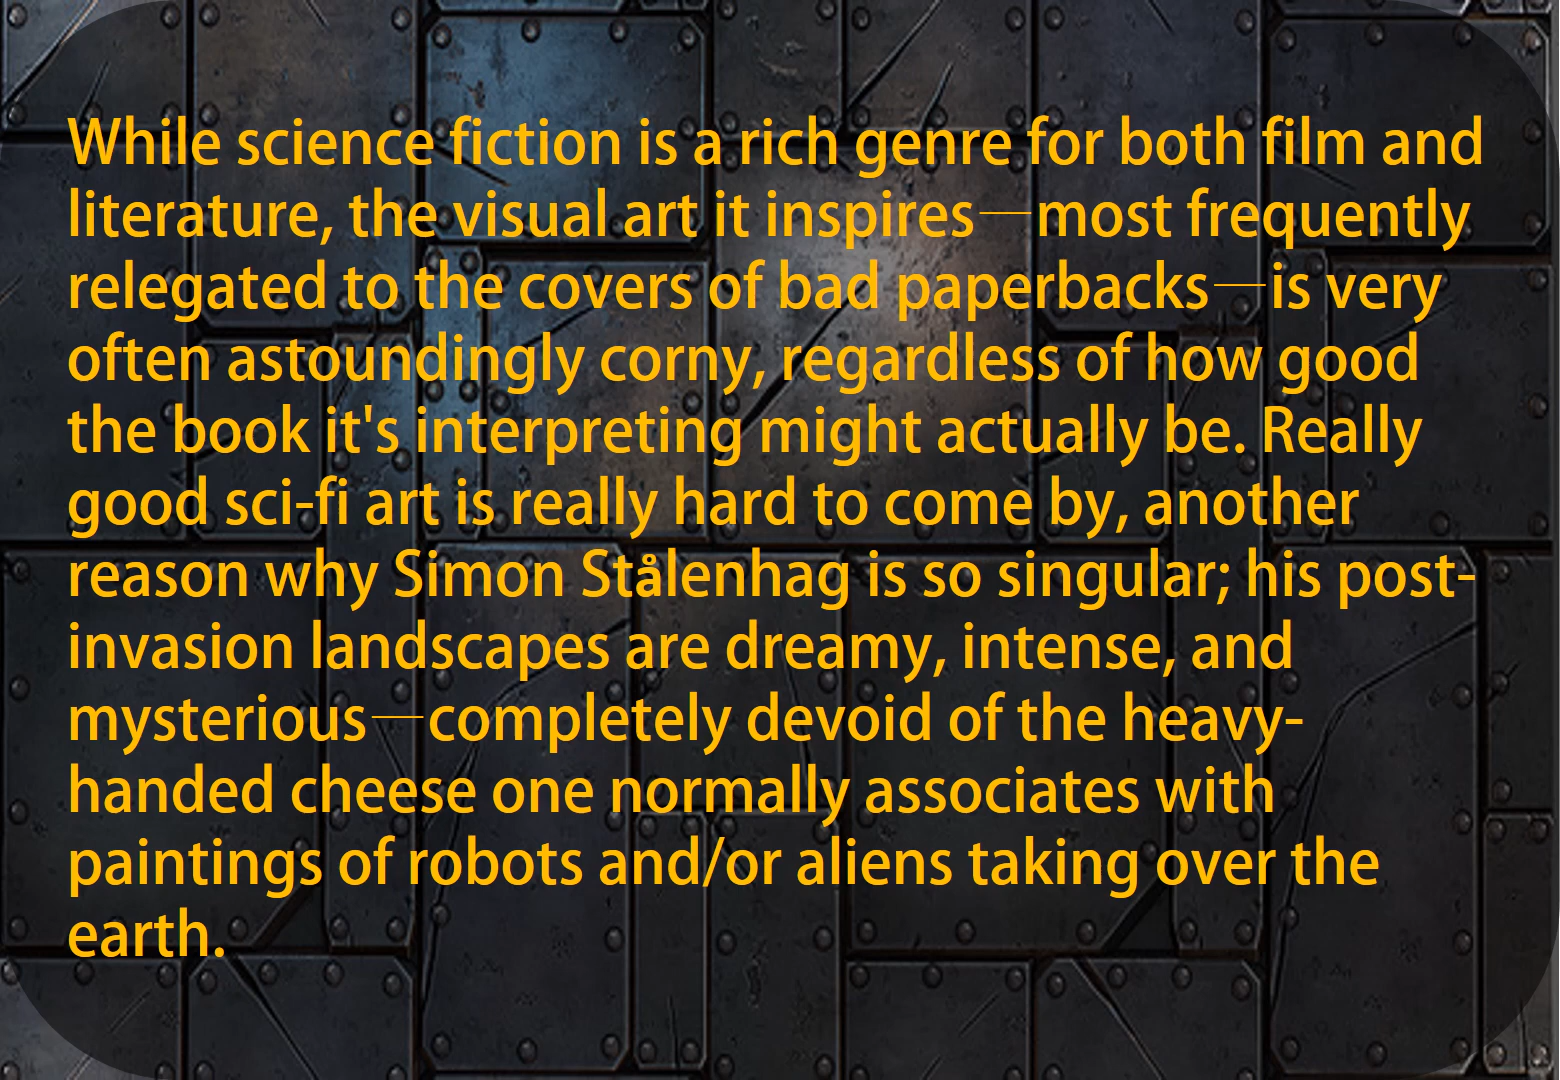 While science fiction is a rich genre for both film and
literature, the visual art it inspires—most frequently
relegated to the covers of bad paperbacks—is very
often astoundingly corny, regardless of how good
the book it's interpreting might actually be. Really
good sci-fi art is really hard to come by, another
reason why Simon Stålenhag is so singular; his post-
invasion landscapes are dreamy, intense, and
mysterious—completely devoid of the heavy-
handed cheese one normally associates with
paintings of robots and/or aliens taking over the
earth.